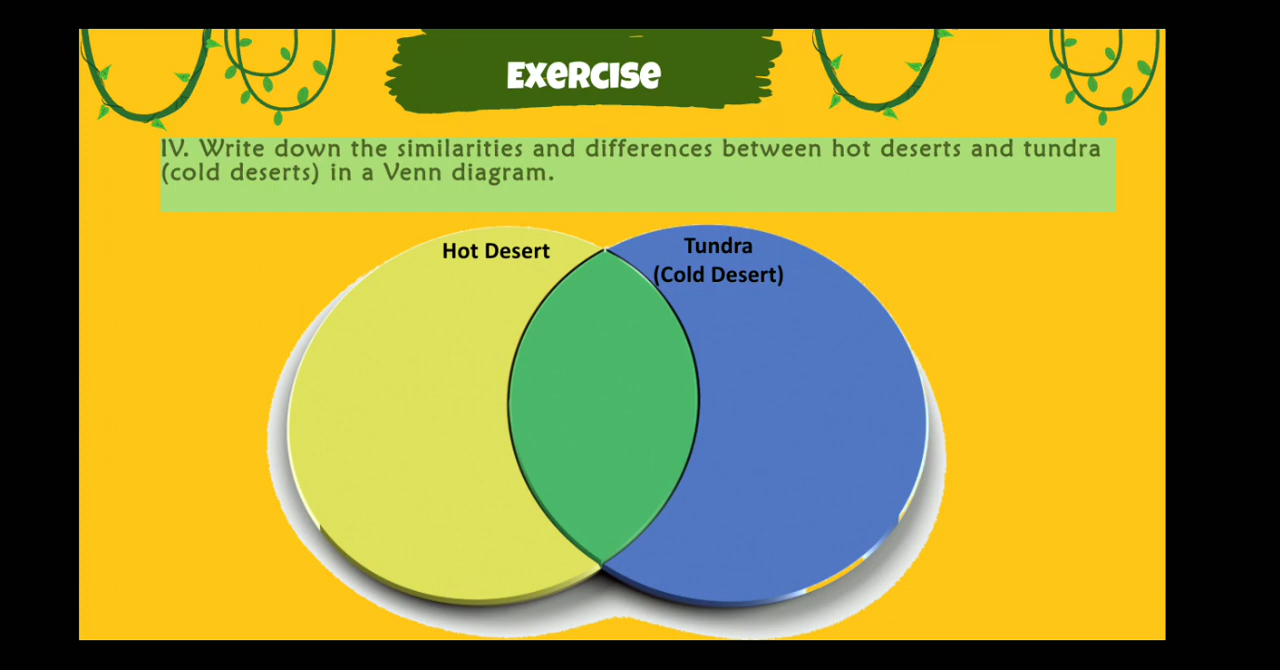 Exercise
IV. Write down the similarities and differences between hot deserts and tundra
(cold deserts) in a Venn diagram.
Hot Desert
Tundra
(Cold Desert)